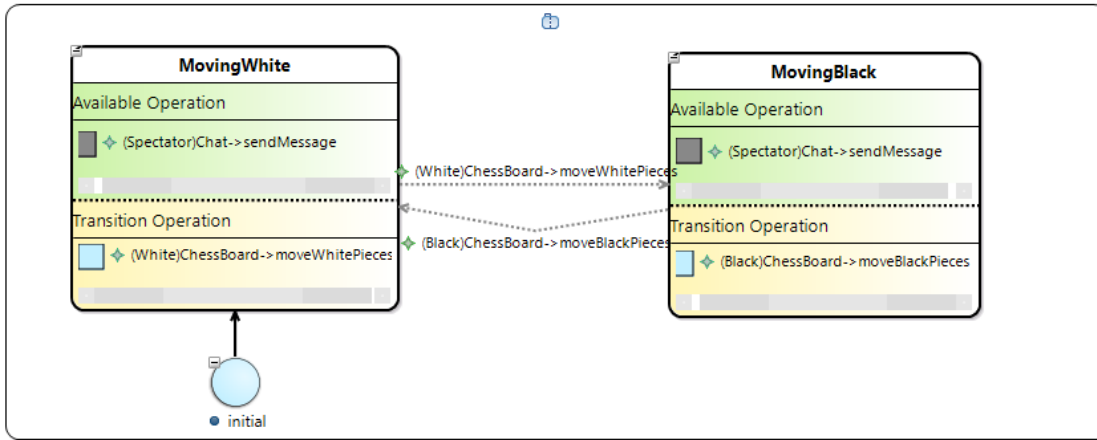 MovingWhite
Available Operation
(Spectator)Chat->sendMessage
Transition Operation
(White)ChessBoard->moveWhitePieces
(White)ChessBoard->moveWhitePieces
(Black)ChessBoard->moveBlackPieces
MovingBlack
Available Operation
(Spectator)Chat->sendMessage
Transition Operation
(Black)ChessBoard->moveBlackPieces
initial